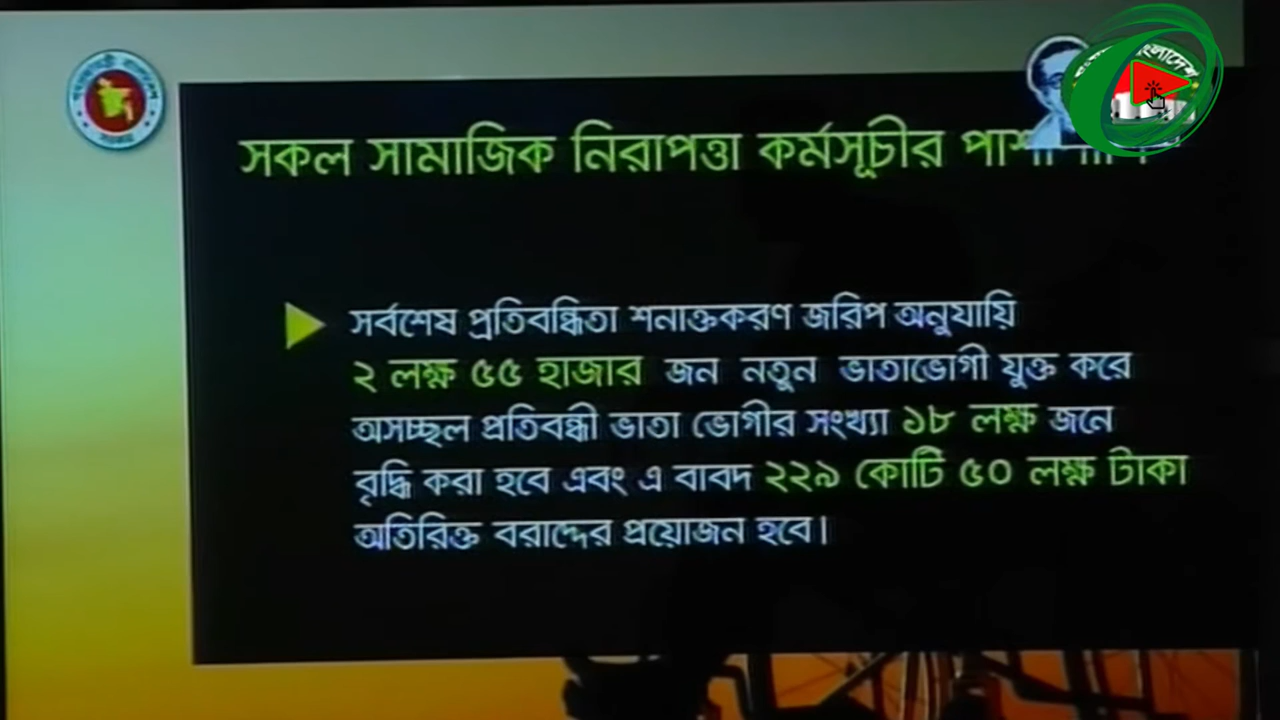 সকল সামাজিক নিরাপত্তা কর্মসূচীর
সর্বশেষ প্রতিবন্ধিতা শনাক্তকরণ জরিপ অনুযায়ি
২ লক্ষ ৫৫ হাজার জন নতুন ভাতাভোগী যুক্ত করে
অসচ্ছল প্রতিবন্ধী ভাতা ভোগীর সংখ্যা ১৮ লক্ষ জনে
বৃদ্ধি করা হবে এবং এ বাবদ ২২৯ কোটি ৫০ লক্ষ টাকা
অতিরিক্ত বরাদ্দের প্রয়োজন হবে।